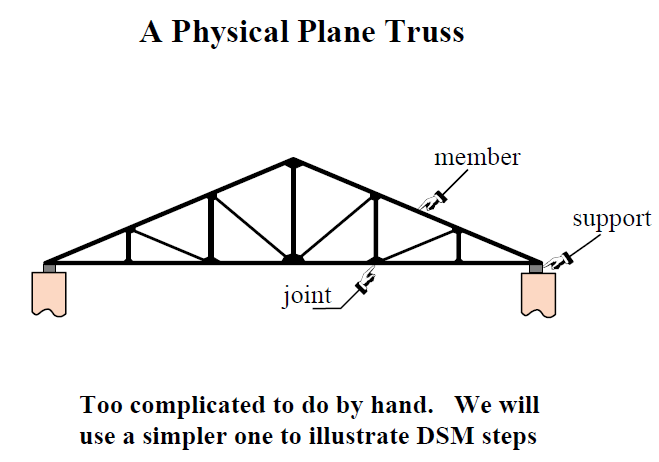 A Physical Plane Truss
member
support
joint
Too complicated to do by hand. We will
use a simpler one to illustrate DSM steps